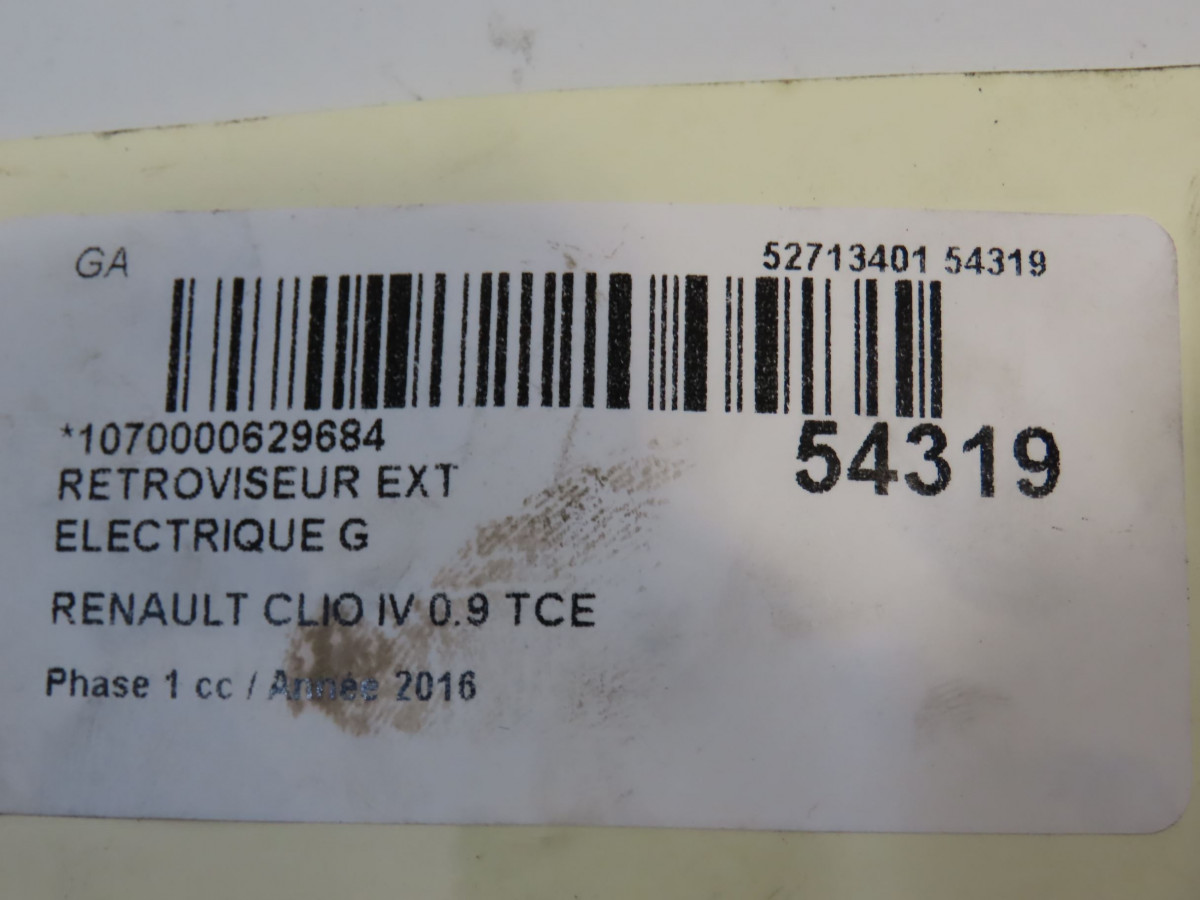 GA
52713401 54319
*1070000629684
54319
RETROVISEUR EXT
ELECTRIQUE G
RENAULT CLIO IV 0.9 TCE
Phase 1 cc / Année 2016